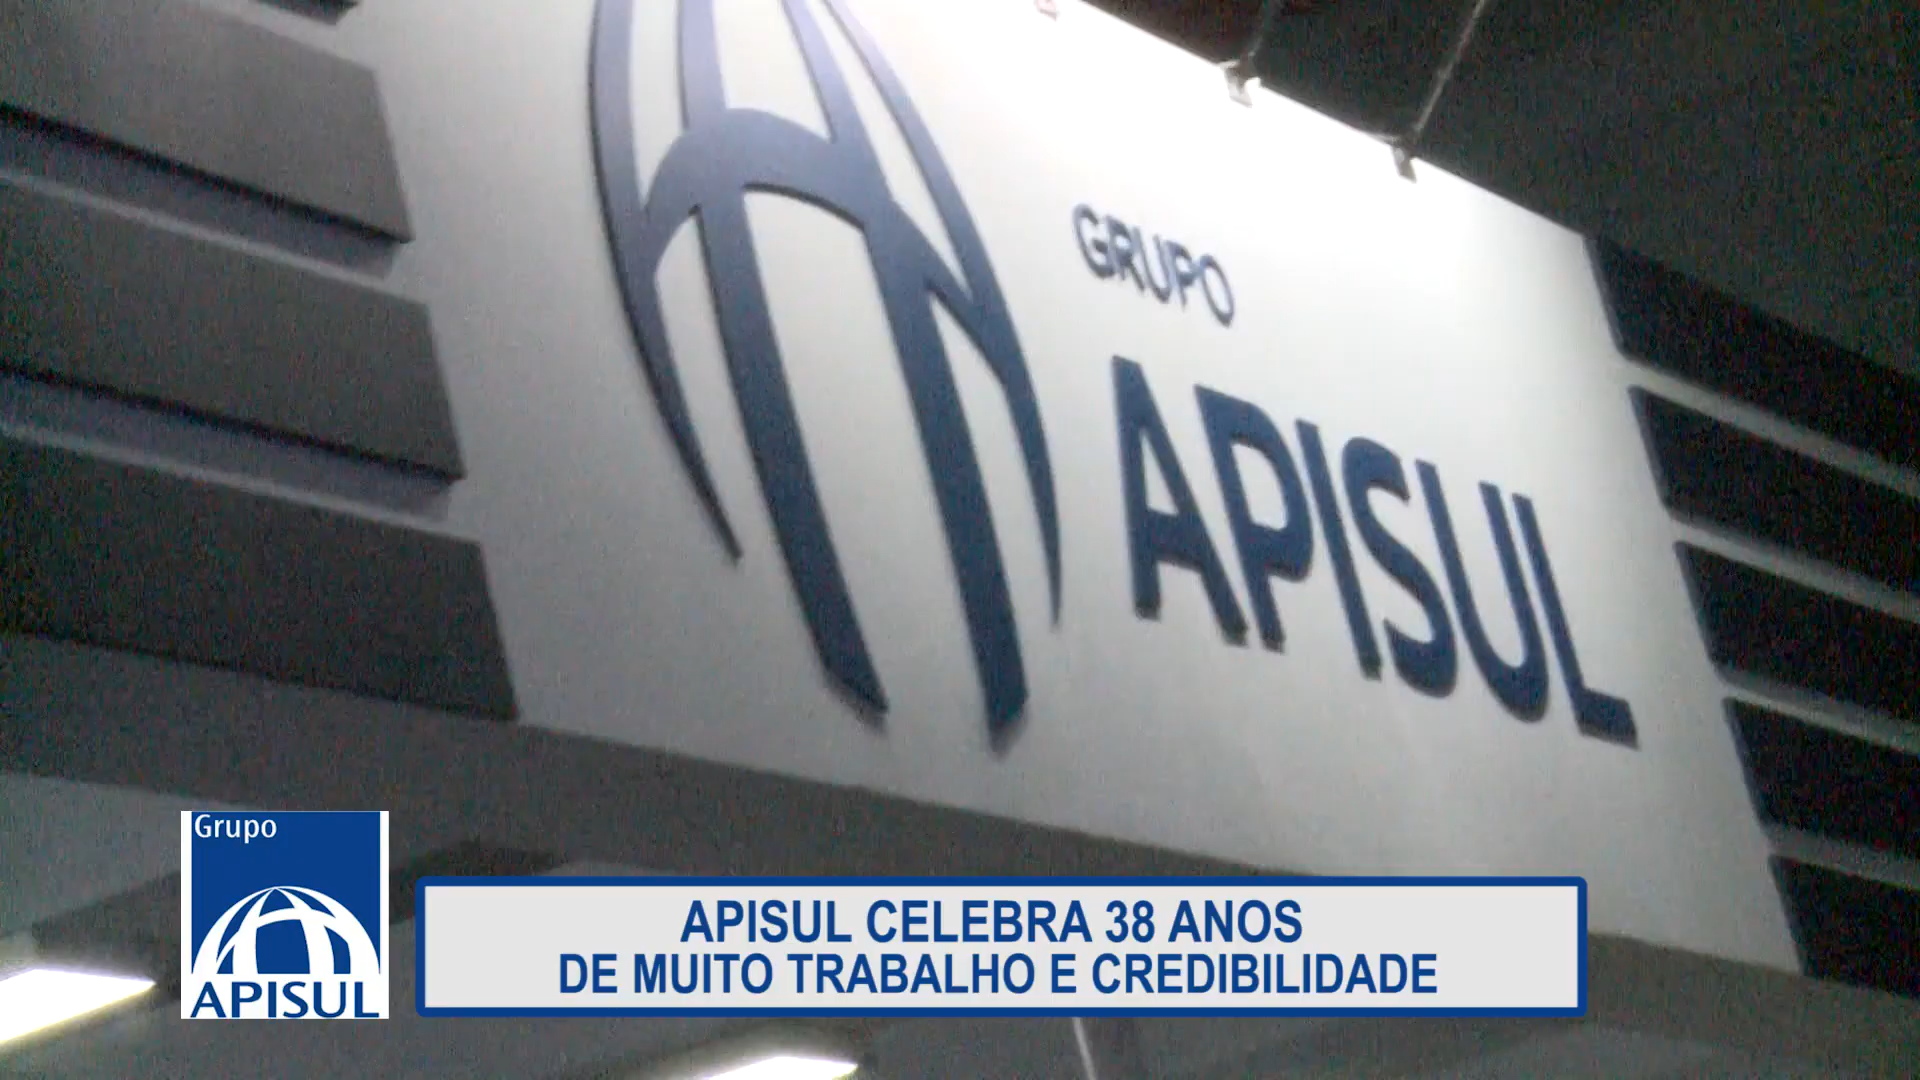 GRUPO
APISUL
Grupo
APISUL
APISUL CELEBRA 38 ANOS
DE MUITO TRABALHO E CREDIBILIDADE